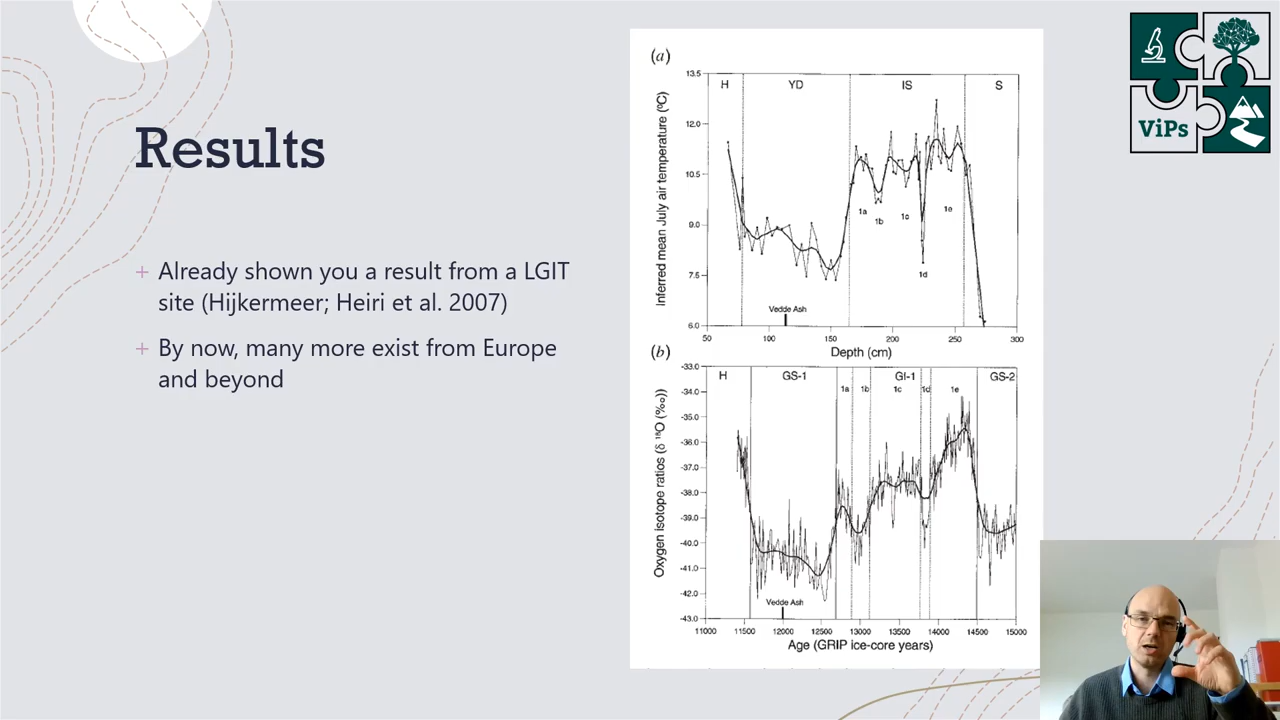 Results
+ Already shown you a result from a LGIT
site (Hijkermeer; Heiri et al. 2007)
+ By now, many more exist from Europe
and beyond
(a)
13.5
12.0
10.5
9.0
7.5
6.0
Inferred mean July air temperature (ºC)
H YD IS S
1a 1b 1c 1d 1e
Vedde Ash
50 100 150 200 250 300
Depth (cm)
(b)
-33.0
-34.0
-35.0
-36.0
-37.0
-38.0
-39.0
-40.0
-41.0
-42.0
-43.0
Oxygen isotope ratios (δ ¹⁸O (‰))
H GS-1 GI-1 GS-2
1a 1b 1c 1d 1e
Vedde Ash
11000 11500 12000 12500 13000 13500 14000 14500 15000
Age (GRIP ice-core years)
ViPs